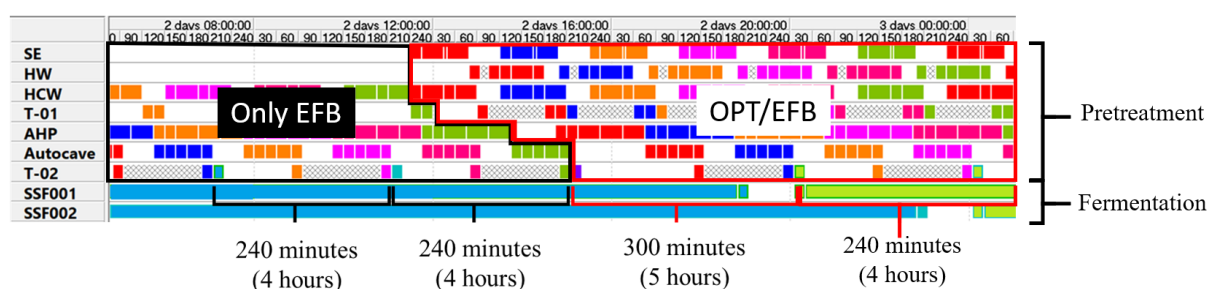 2 days 08:00:00 2 days 12:00:00 2 days 16:00:00 2 days 20:00:00 3 days 00:00:00
0 90 120 150 180 210 240 30 60 90 120 150 180 210 240 30 60 90 120 150 180 210 240 30 60 90 120 150 180 210 240 30 60 90 120 150 180 210 240 30 60
SE
HW
HCW
T-01
AHP
Autocave
T-02
SSF001
SSF002
Only EFB
OPT/EFB
Pretreatment
Fermentation
240 minutes
(4 hours)
240 minutes
(4 hours)
300 minutes
(5 hours)
240 minutes
(4 hours)